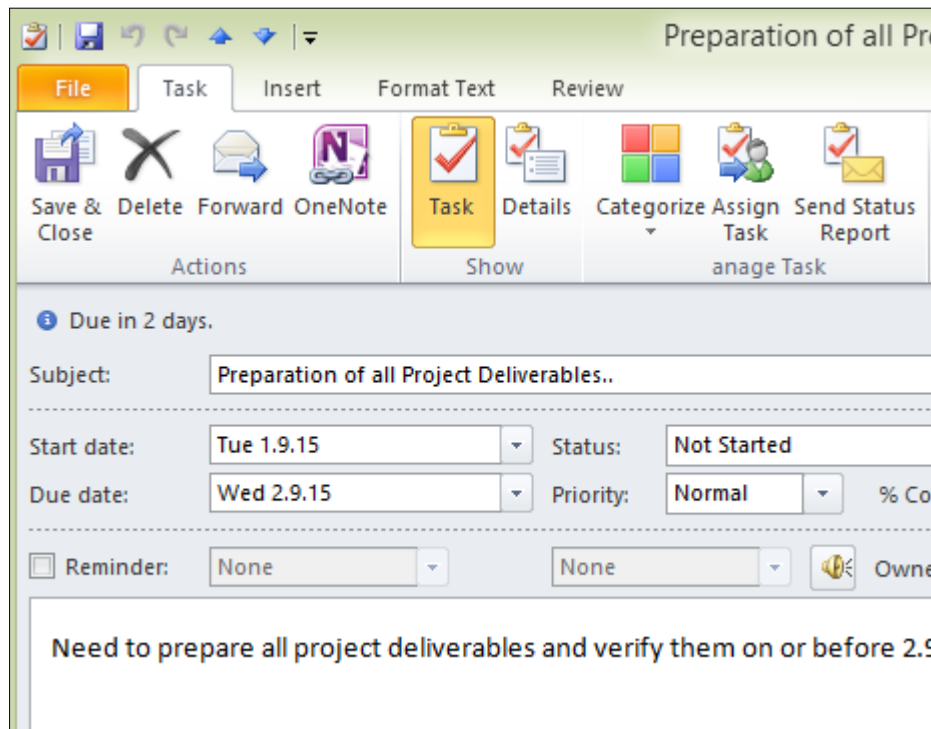 Preparation of all Pr
File Task Insert Format Text Review
Save & Close Delete Forward OneNote Task Details Categorize Assign Task Send Status Report
Actions Show anage Task
Due in 2 days.
Subject: Preparation of all Project Deliverables..
Start date: Tue 1.9.15 Status: Not Started
Due date: Wed 2.9.15 Priority: Normal % Co
Reminder: None None Owne
Need to prepare all project deliverables and verify them on or before 2.9